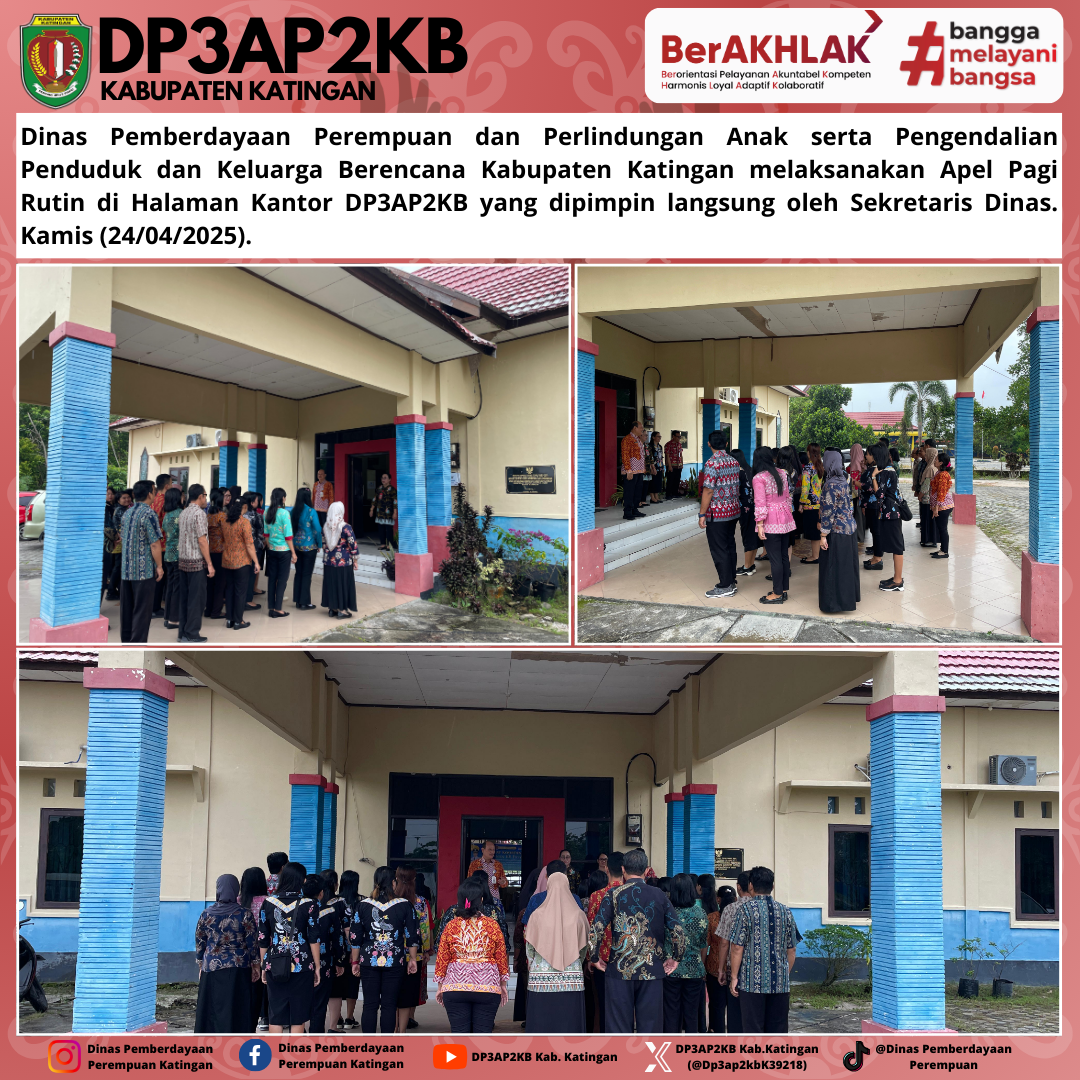 KABUPATEN KATINGAN
DP3AP2KB
KABUPATEN KATINGAN
BerAKHLAK
Berorientasi Pelayanan Akuntabel Kompeten
Harmonis Loyal Adaptif Kolaboratif
#bangga
melayani
bangsa
Dinas Pemberdayaan Perempuan dan Perlindungan Anak serta Pengendalian
Penduduk dan Keluarga Berencana Kabupaten Katingan melaksanakan Apel Pagi
Rutin di Halaman Kantor DP3AP2KB yang dipimpin langsung oleh Sekretaris Dinas.
Kamis (24/04/2025).
Dinas Pemberdayaan
Perempuan Katingan
Dinas Pemberdayaan
Perempuan Katingan
DP3AP2KB Kab. Katingan
DP3AP2KB Kab.Katingan
(@Dp3ap2kbK39218)
@Dinas Pemberdayaan
Perempuan